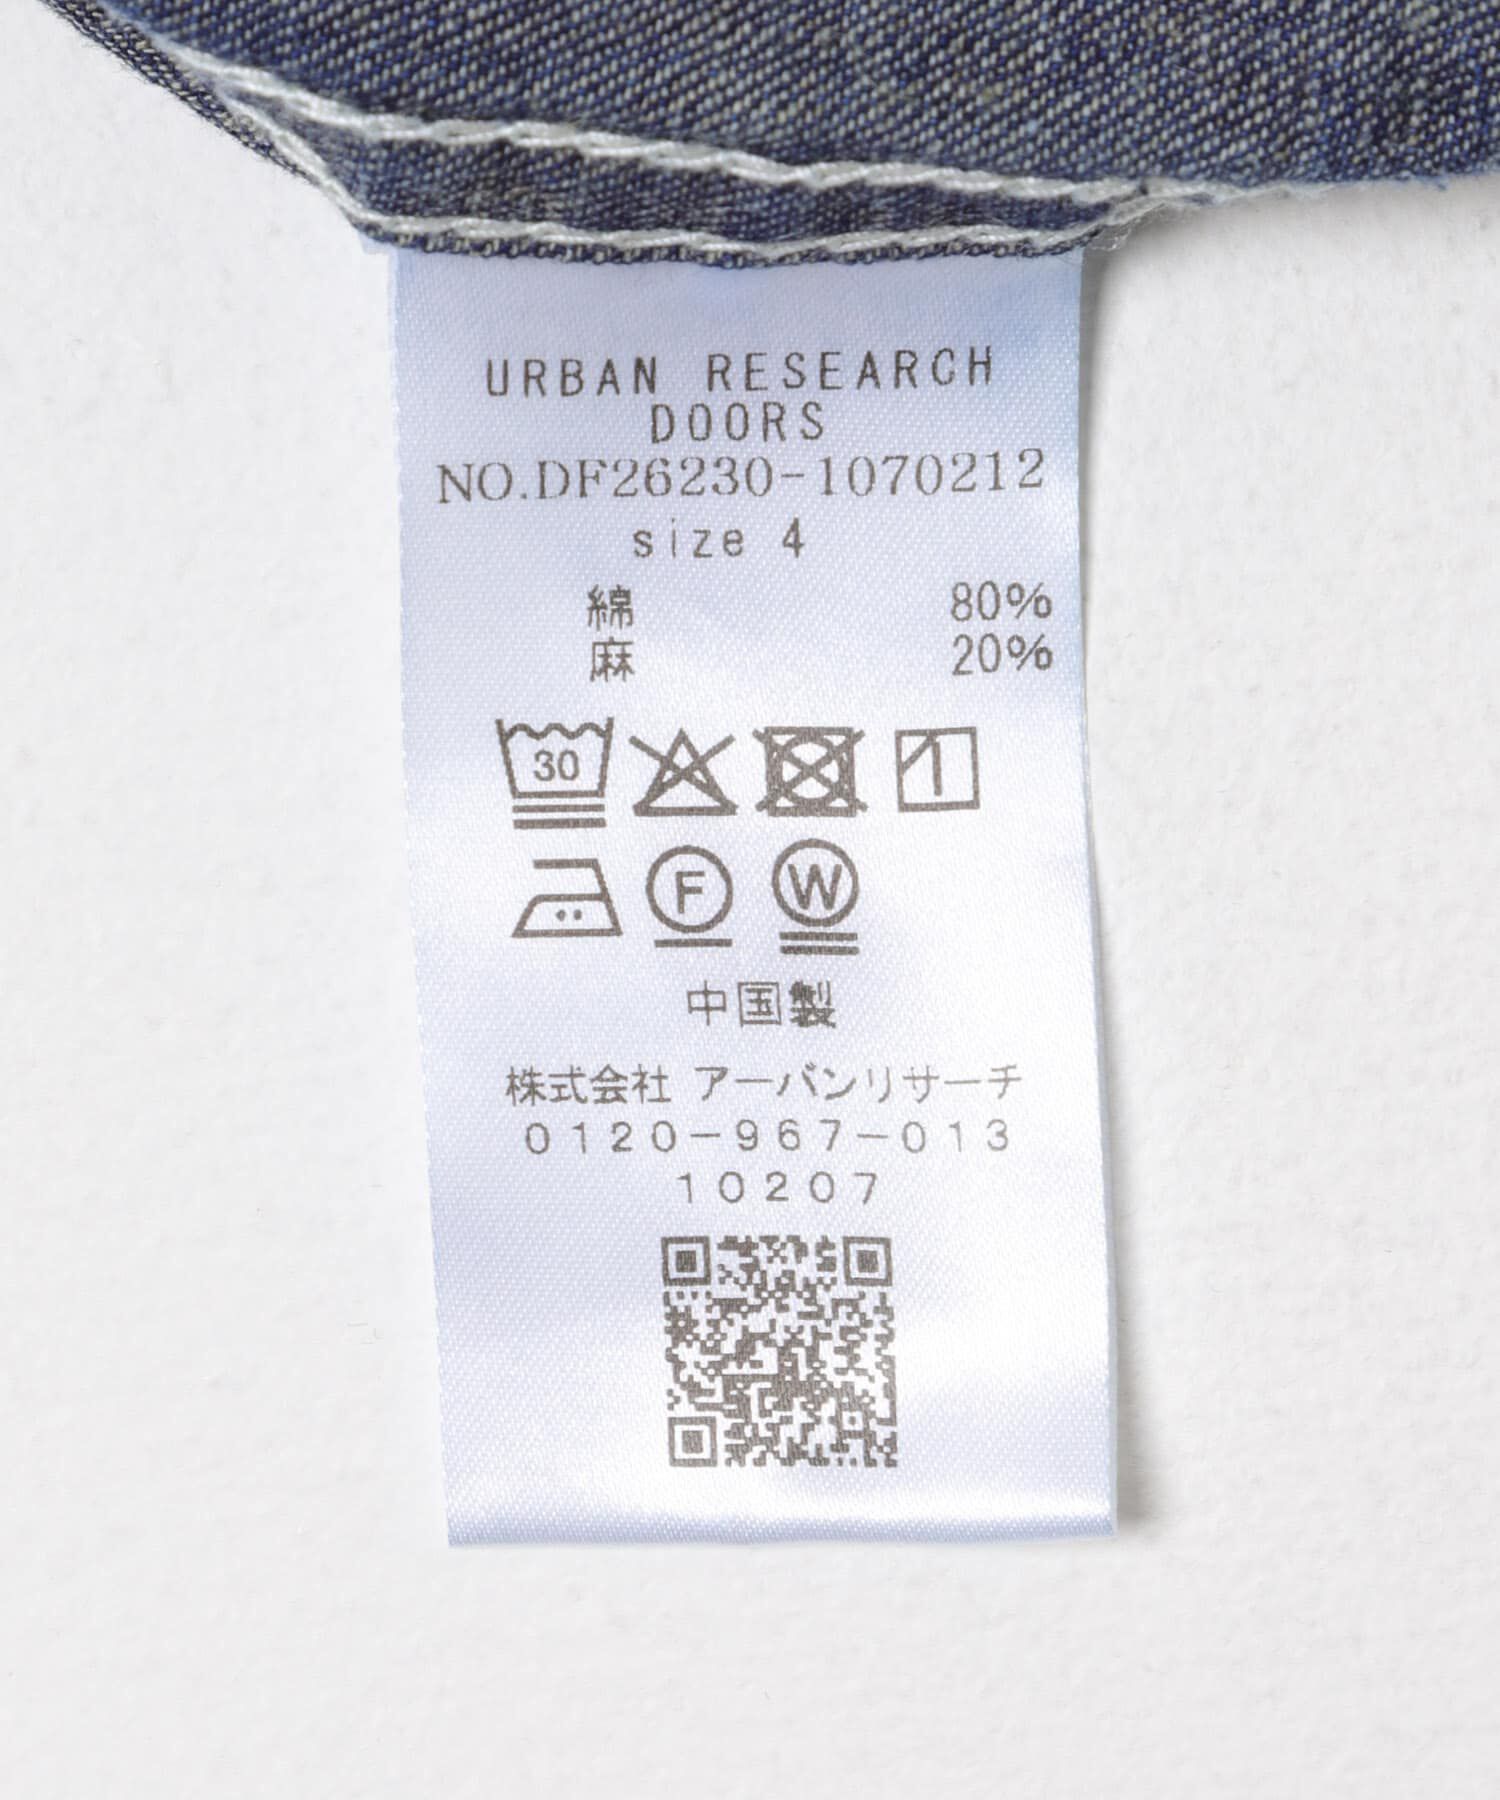 URBAN RESEARCH
DOORS
NO.DF26230-1070212
size 4
綿 80%
麻 20%
30
F W
中国製
株式会社 アーバンリサーチ
0120-967-013
10207